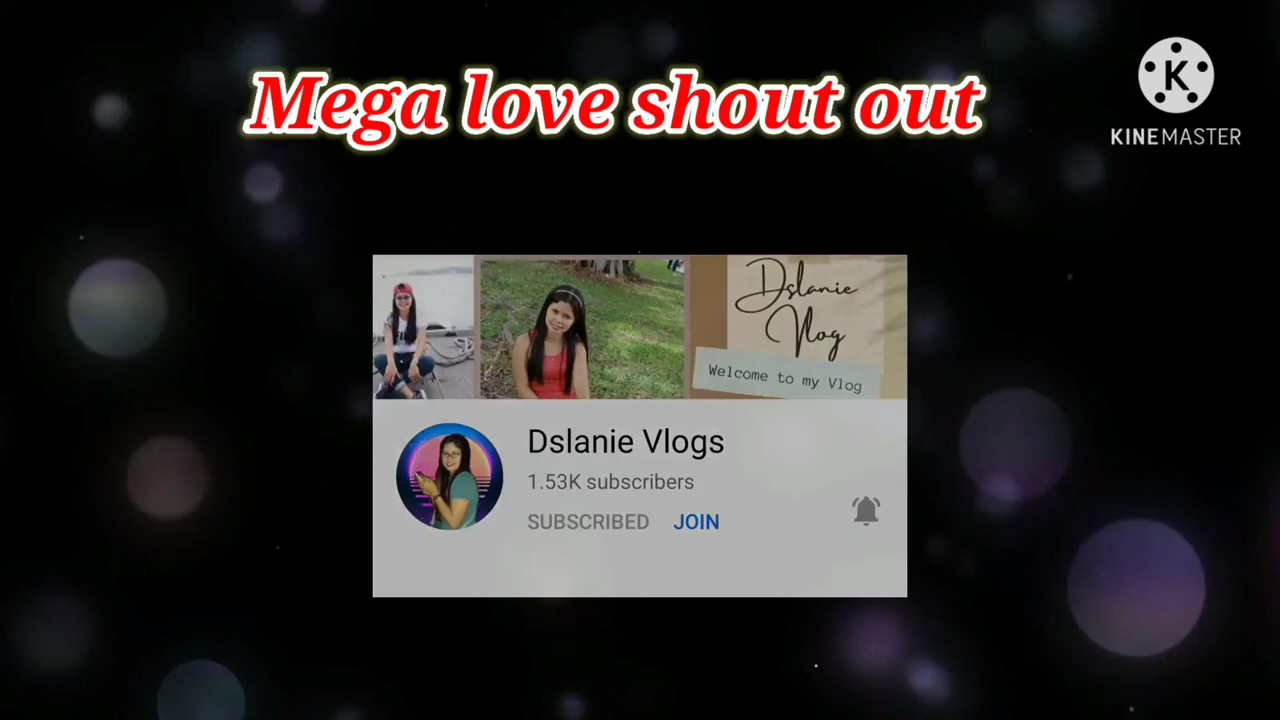 Mega love shout out
K
KINEMASTER
Dslanie
Vlog
Welcome to my Vlog
Dslanie Vlogs
1.53K subscribers
SUBSCRIBED JOIN